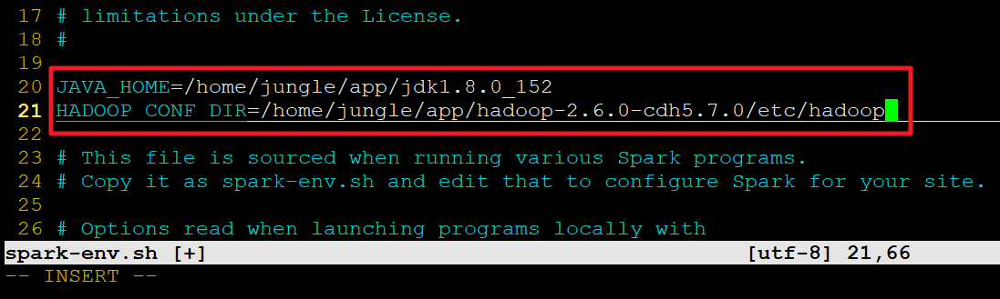 17 # limitations under the License.
18 #
19
20 JAVA_HOME=/home/jungle/app/jdk1.8.0_152
21 HADOOP_CONF_DIR=/home/jungle/app/hadoop-2.6.0-cdh5.7.0/etc/hadoop
22
23 # This file is sourced when running various Spark programs.
24 # Copy it as spark-env.sh and edit that to configure Spark for your site.
25
26 # Options read when launching programs locally with
spark-env.sh [+] [utf-8] 21,66
-- INSERT --